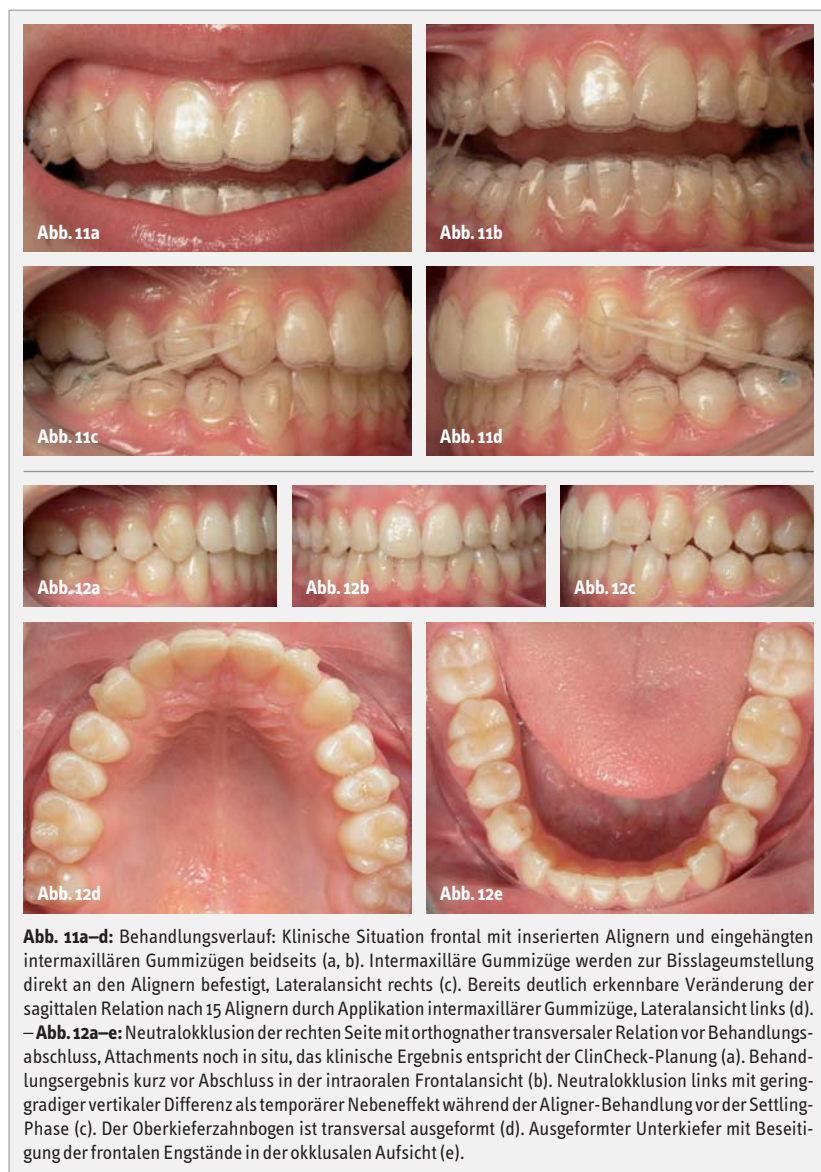 Abb. 11a
Abb. 11b
Abb. 11c
Abb. 11d
Abb. 12a
Abb. 12b
Abb. 12c
Abb. 12d
Abb. 12e
Abb. 11a–d: Behandlungsverlauf: Klinische Situation frontal mit inserierten Alignern und eingehängten
intermaxillären Gummizügen beidseits (a, b). Intermaxilläre Gummizüge werden zur Bisslageumstellung
direkt an den Alignern befestigt, Lateralansicht rechts (c). Bereits deutlich erkennbare Veränderung der
sagittalen Relation nach 15 Alignern durch Applikation intermaxillärer Gummizüge, Lateralansicht links (d).
– Abb. 12a–e: Neutralokklusion der rechten Seite mit orthognather transversaler Relation vor Behandlungs-
abschluss, Attachments noch in situ, das klinische Ergebnis entspricht der ClinCheck-Planung (a). Behand-
lungsergebnis kurz vor Abschluss in der intraoralen Frontalansicht (b). Neutralokklusion links mit gering-
gradiger vertikaler Differenz als temporärer Nebeneffekt während der Aligner-Behandlung vor der Settling-
Phase (c). Der Oberkieferzahnbogen ist transversal ausgeformt (d). Ausgeformter Unterkiefer mit Beseiti-
gung der frontalen Engstände in der okklusalen Aufsicht (e).